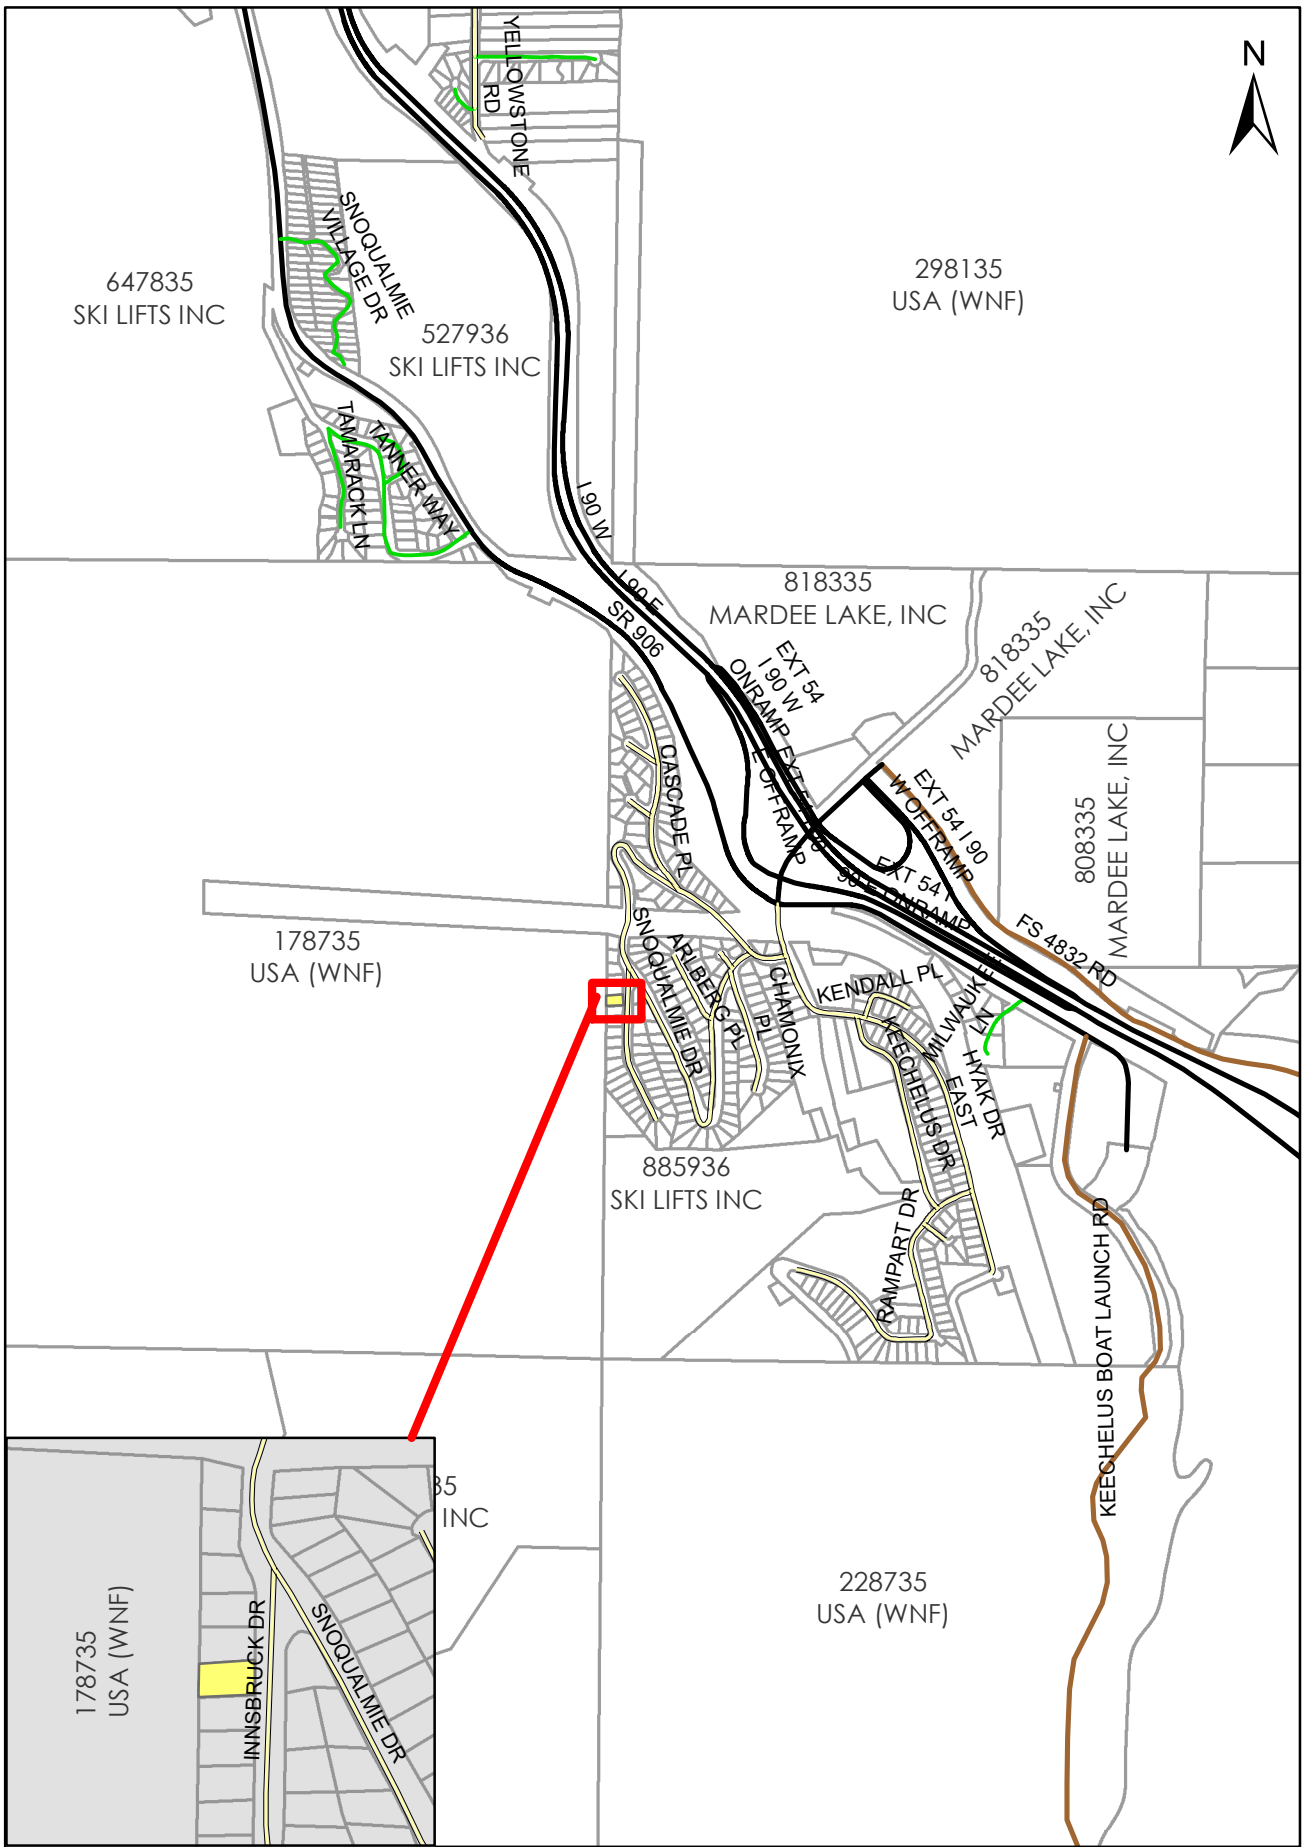 N
YELLOWSTONE
RD
SNOQUALMIE
VILLAGE DR
647835
SKI LIFTS INC
298135
USA (WNF)
527936
SKI LIFTS INC
TAMARACK LN
TANNER WAY
I 90 W
I 90 E
SR 906
818335
MARDEE LAKE, INC
818335
MARDEE LAKE, INC
EXT 54
I 90 W
ONRAMP
E OFFRAMP
EXT 54 I 90
W OFFRAMP
808335
MARDEE LAKE, INC
CASCADE PL
EXT 54 I
90 E ONRAMP
FS 4832 RD
178735
USA (WNF)
SNOQUALMIE DR
ARLBERG PL
PL
CHAMONIX
KENDALL PL
MILWAUKEE
LN
KEECHELUS DR
HYAK DR
EAST
885936
SKI LIFTS INC
RAMPART DR
KEECHELUS BOAT LAUNCH RD
35
INC
228735
USA (WNF)
178735
USA (WNF)
INNSBRUCK DR
SNOQUALMIE DR